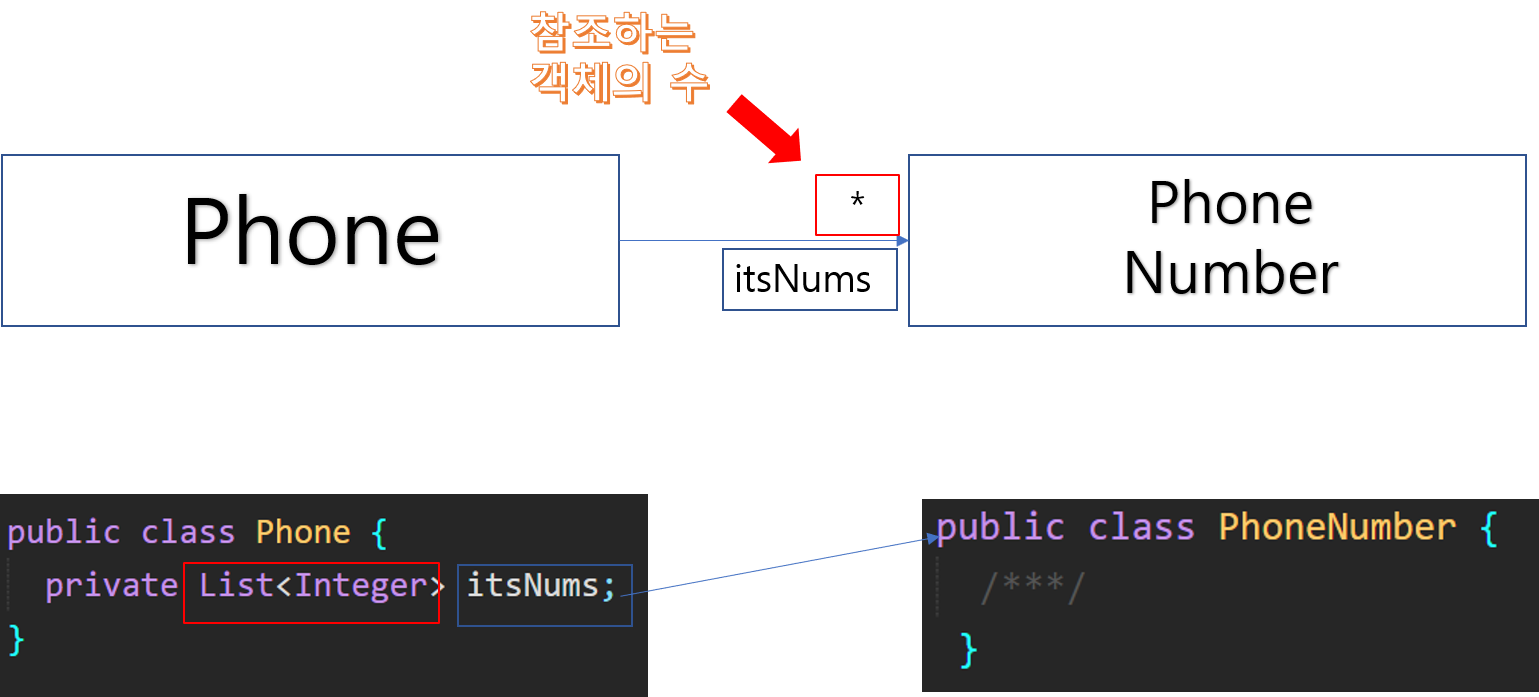 참조하는
객체의 수
Phone
*
itsNums
Phone
Number
public class Phone {
private List<Integer> itsNums;
}
public class PhoneNumber {
/***/
}